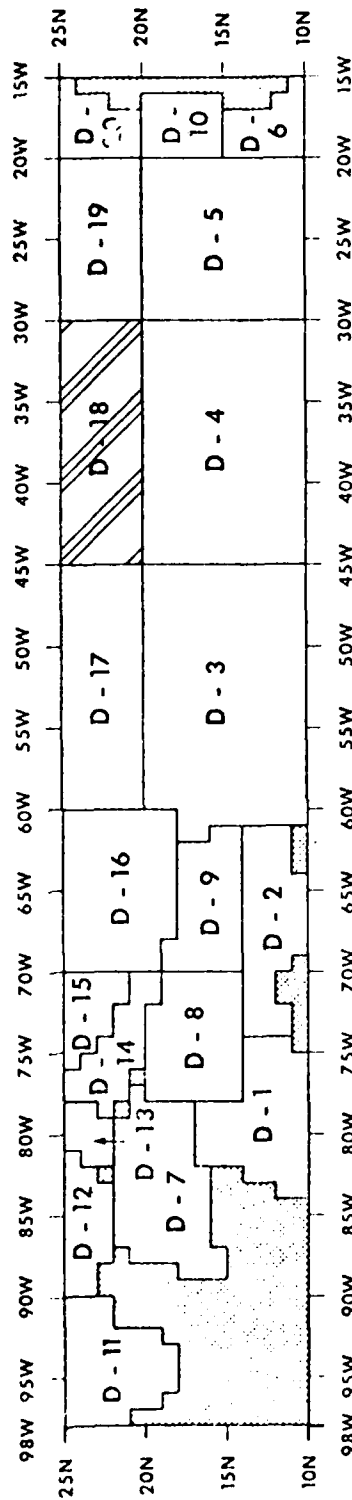 98W 95W 90W 85W 80W 75W 70W 65W 60W 55W 50W 45W 40W 35W 30W 25W 20W 15W
25N 25N
D - 11
D - 12
D - 13
D -
14
D - 15
D - 16
D - 17
D - 18
D - 19
D -
20N 20N
D - 7
D - 8
D - 9
D - 3
D - 4
D - 5
D -
10
15N 15N
D - 1
D - 2
D -
6
10N 10N
98W 95W 90W 85W 80W 75W 70W 65W 60W 55W 50W 45W 40W 35W 30W 25W 20W 15W